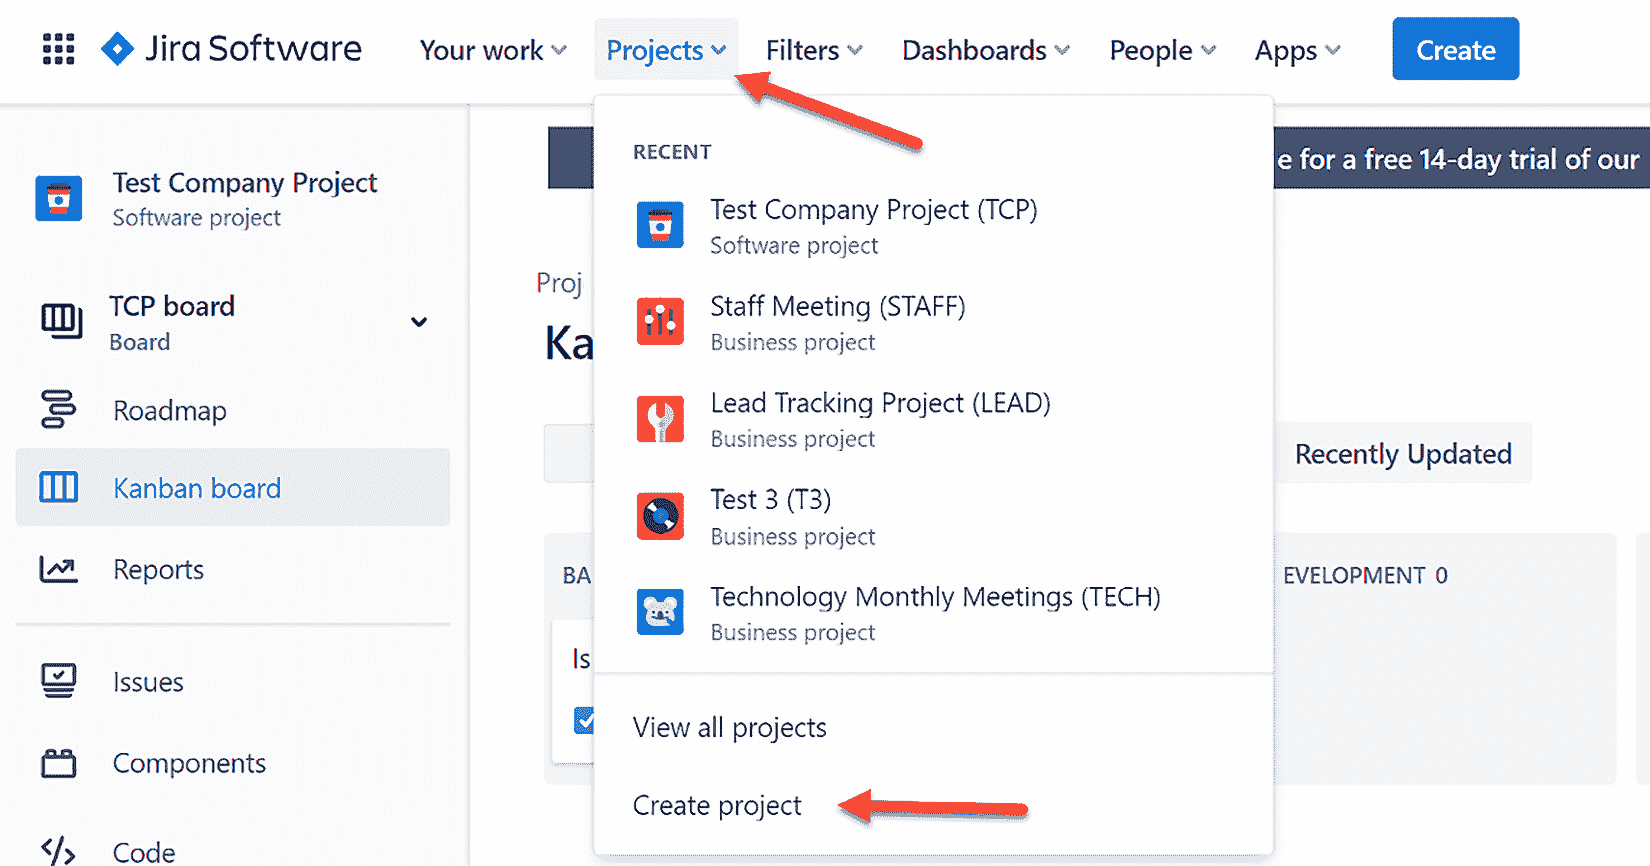 Jira Software
Your work
Projects
Filters
Dashboards
People
Apps
Create
Test Company Project
Software project
TCP board
Board
Roadmap
Kanban board
Reports
Issues
Components
Code
RECENT
Test Company Project (TCP)
Software project
Staff Meeting (STAFF)
Business project
Lead Tracking Project (LEAD)
Business project
Test 3 (T3)
Business project
Technology Monthly Meetings (TECH)
Business project
View all projects
Create project
e for a free 14-day trial of our
Proj
Ka
Recently Updated
BA
EVELOPMENT 0
Is